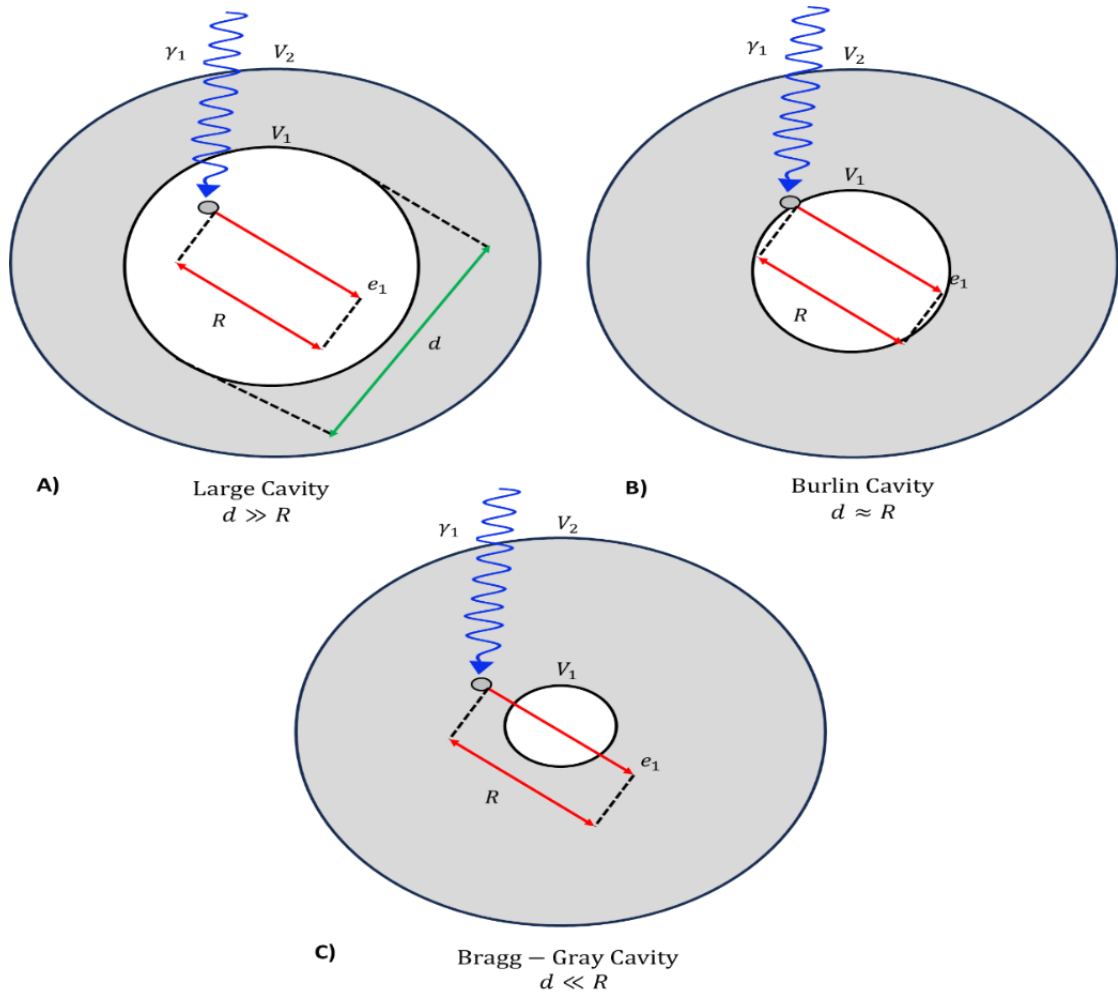 γ₁
V₂
V₁
e₁
R
d
A)
Large Cavity
d ≫ R
γ₁
V₂
V₁
e₁
R
B)
Burlin Cavity
d ≈ R
γ₁
V₂
V₁
e₁
R
C)
Bragg − Gray Cavity
d ≪ R